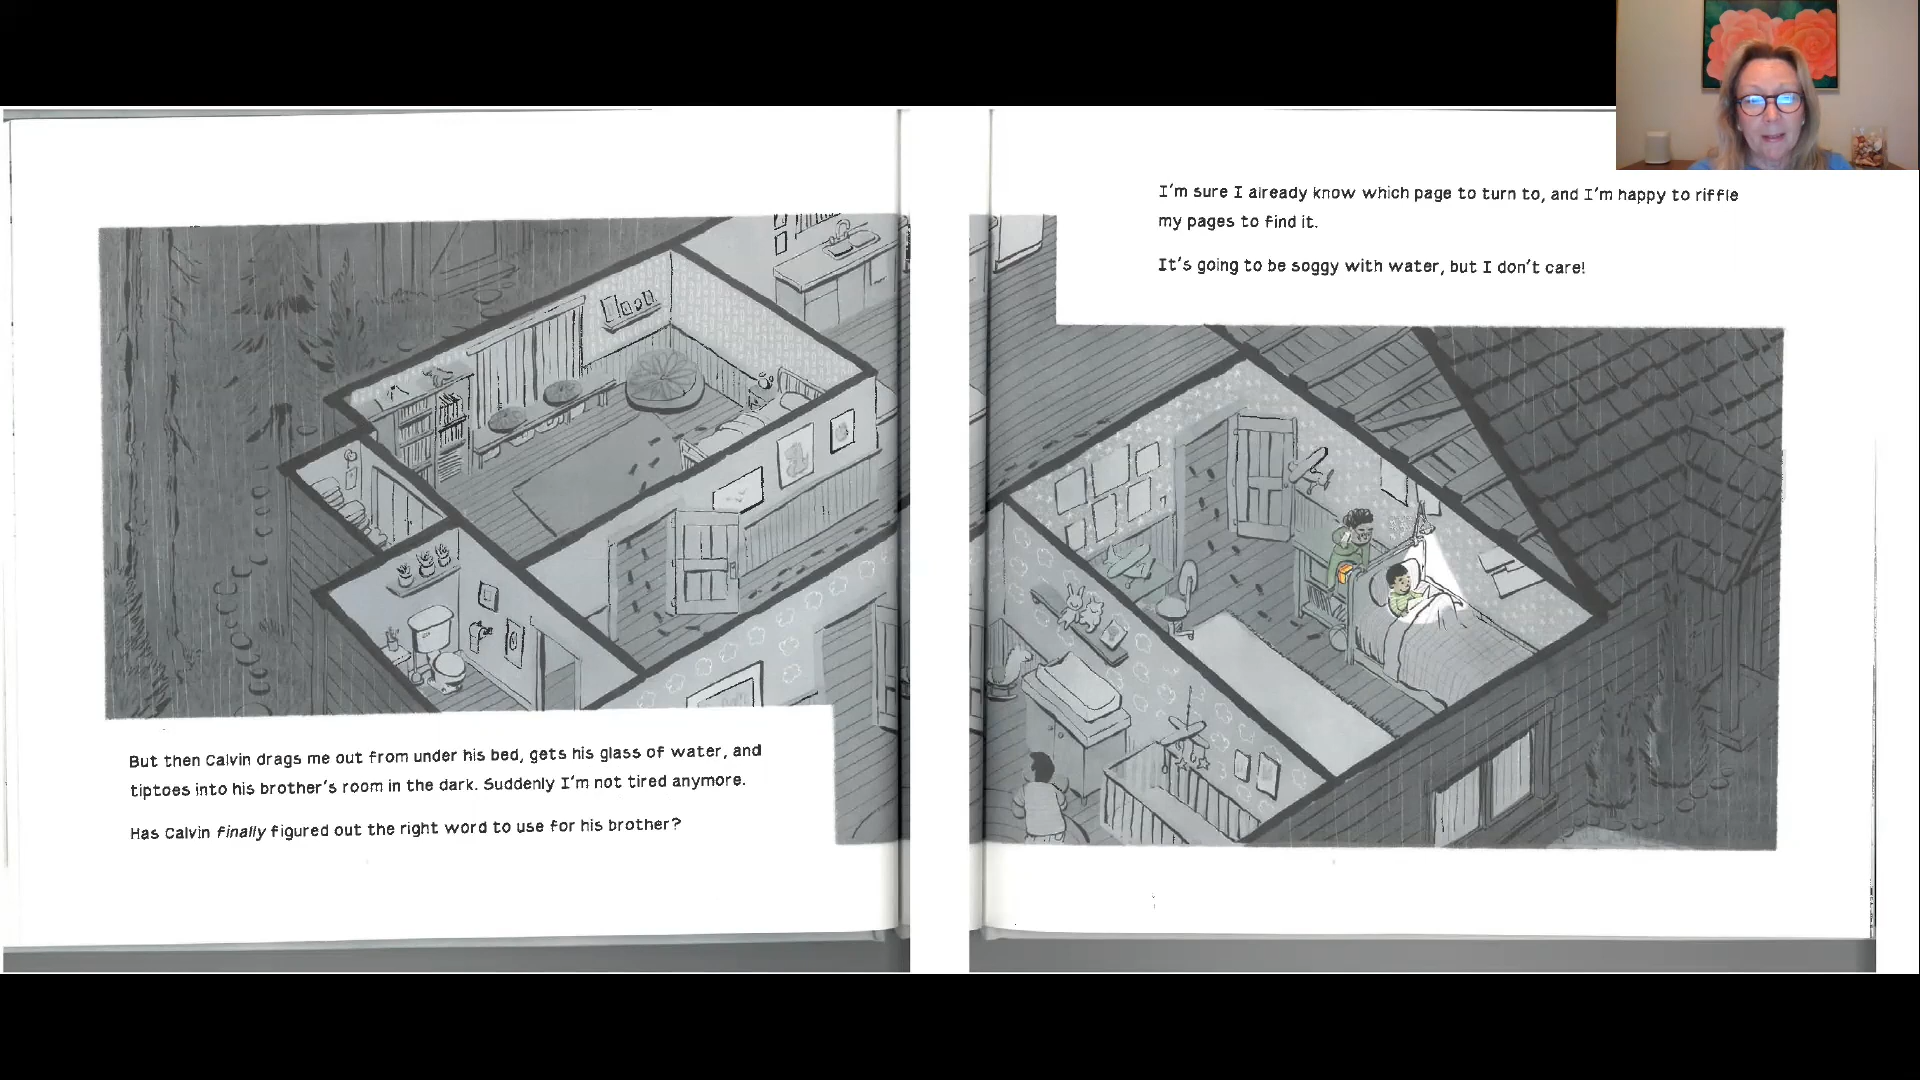 But then Calvin drags me out from under his bed, gets his glass of water, and
tiptoes into his brother's room in the dark. Suddenly I'm not tired anymore.
Has Calvin finally figured out the right word to use for his brother?
I'm sure I already know which page to turn to, and I'm happy to riffle
my pages to find it.
It's going to be soggy with water, but I don't care!